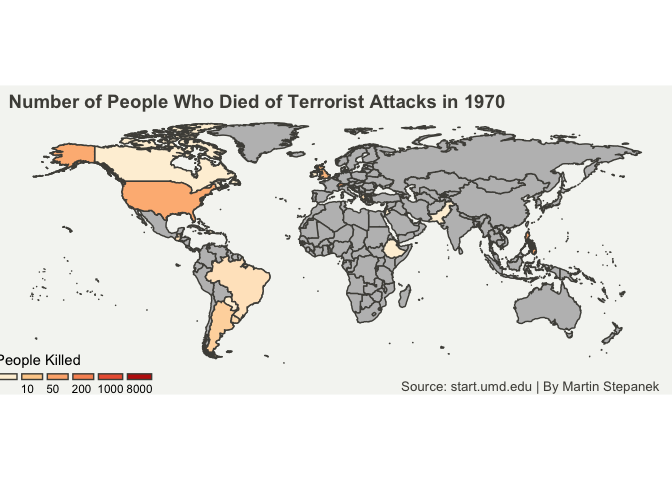 Number of People Who Died of Terrorist Attacks in 1970
People Killed
10 50 200 1000 8000
Source: start.umd.edu | By Martin Stepanek